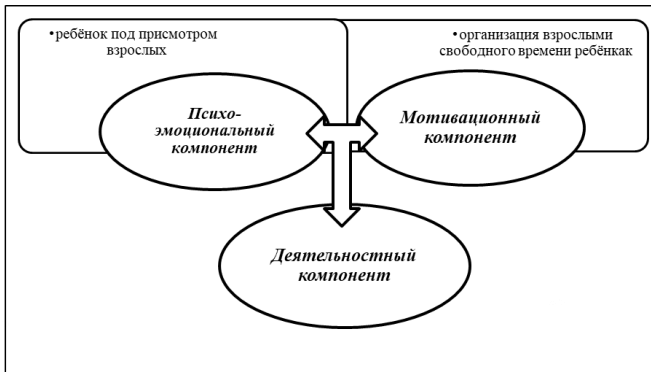 •ребёнок под присмотром
взрослых
•организация взрослыми
свободного времени ребёнкак
Психо-
эмоциональный
компонент
Мотивационный
компонент
Деятельностный
компонент